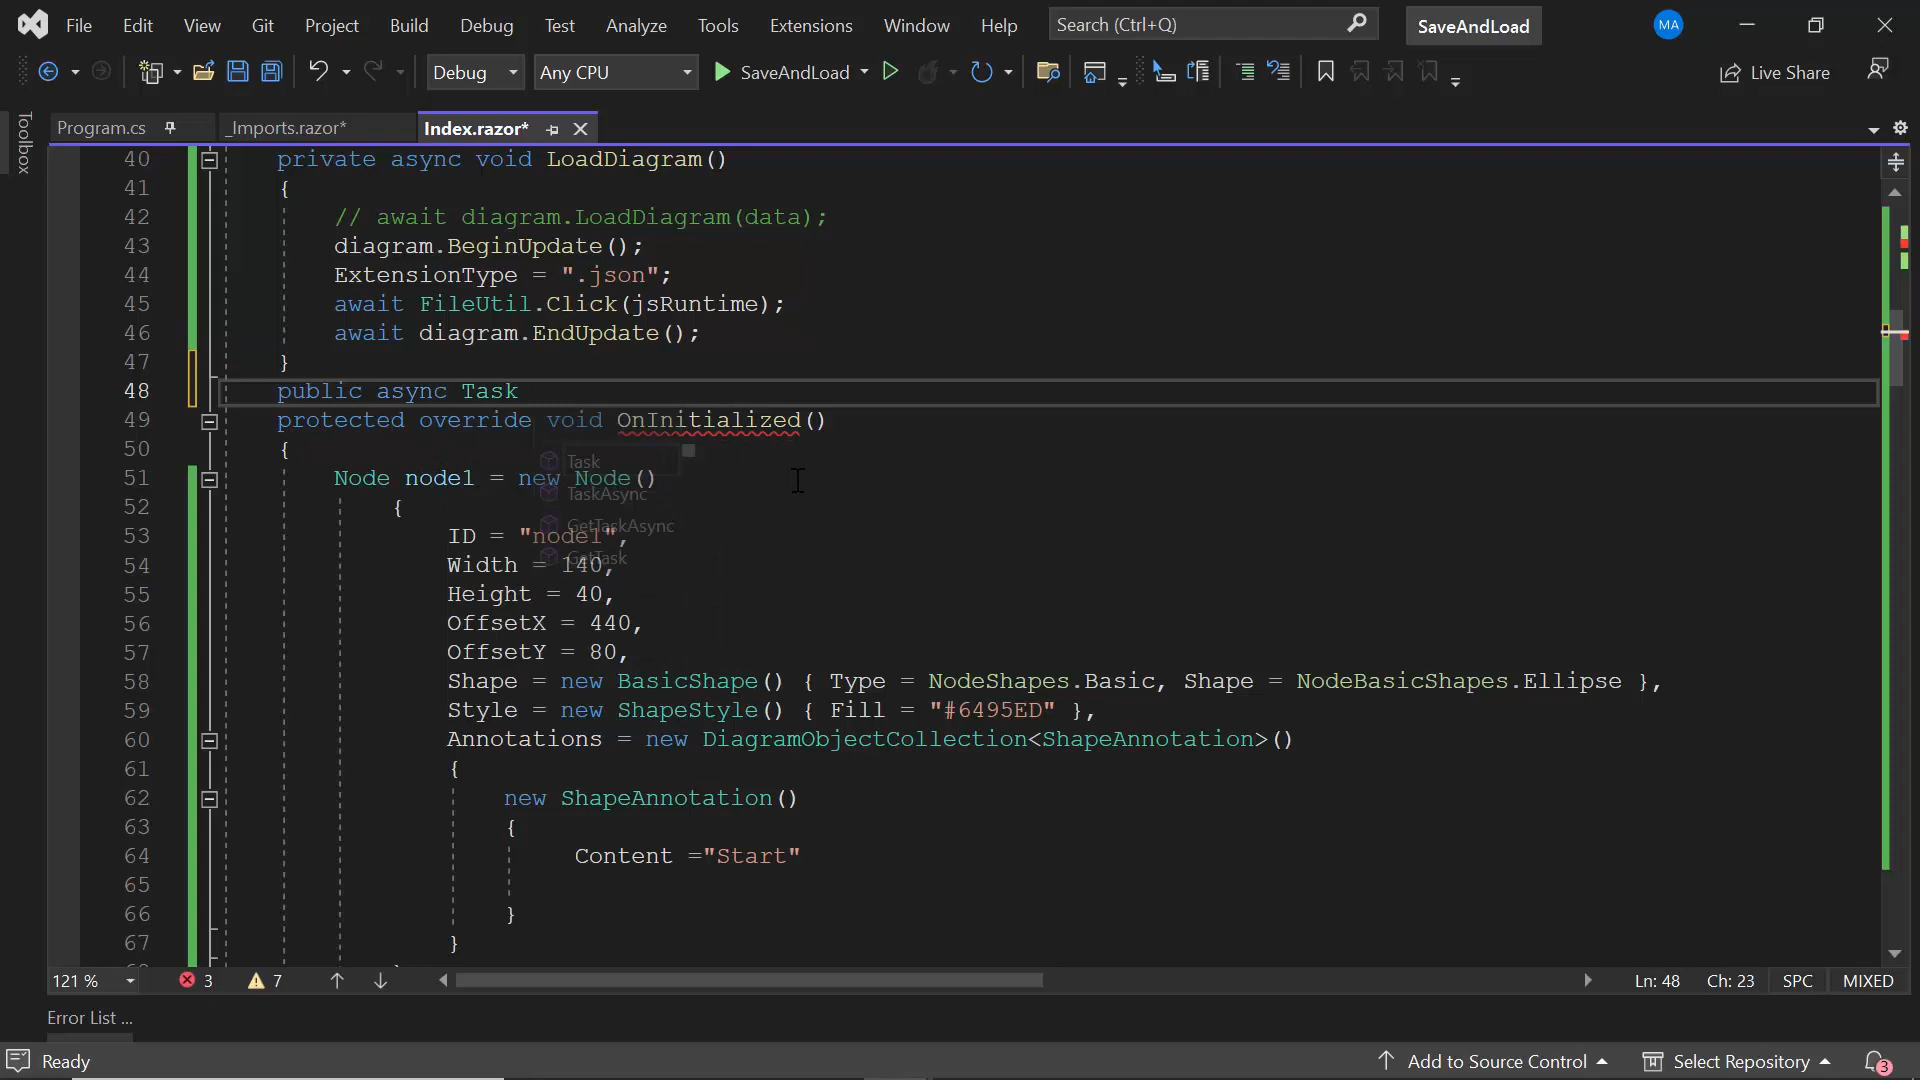 File Edit View Git Project Build Debug Test Analyze Tools Extensions Window Help Search (Ctrl+Q) SaveAndLoad MA
Debug Any CPU SaveAndLoad Live Share
Toolbox
Program.cs _Imports.razor* Index.razor*
40 private async void LoadDiagram()
41 {
42 // await diagram.LoadDiagram(data);
43 diagram.BeginUpdate();
44 ExtensionType = ".json";
45 await FileUtil.Click(jsRuntime);
46 await diagram.EndUpdate();
47 }
48 public async Task
49 protected override void OnInitialized()
50 {
Task
51 Node node1 = new Node()
TaskAsync
52 {
GetTaskAsync
53 ID = "node1",
GetTask
54 Width = 140,
55 Height = 40,
56 OffsetX = 440,
57 OffsetY = 80,
58 Shape = new BasicShape() { Type = NodeShapes.Basic, Shape = NodeBasicShapes.Ellipse },
59 Style = new ShapeStyle() { Fill = "#6495ED" },
60 Annotations = new DiagramObjectCollection<ShapeAnnotation>()
61 {
62 new ShapeAnnotation()
63 {
64 Content ="Start"
65
66 }
67 }
121 % 3 7 Ln: 48 Ch: 23 SPC MIXED
Error List ...
Ready Add to Source Control Select Repository 3